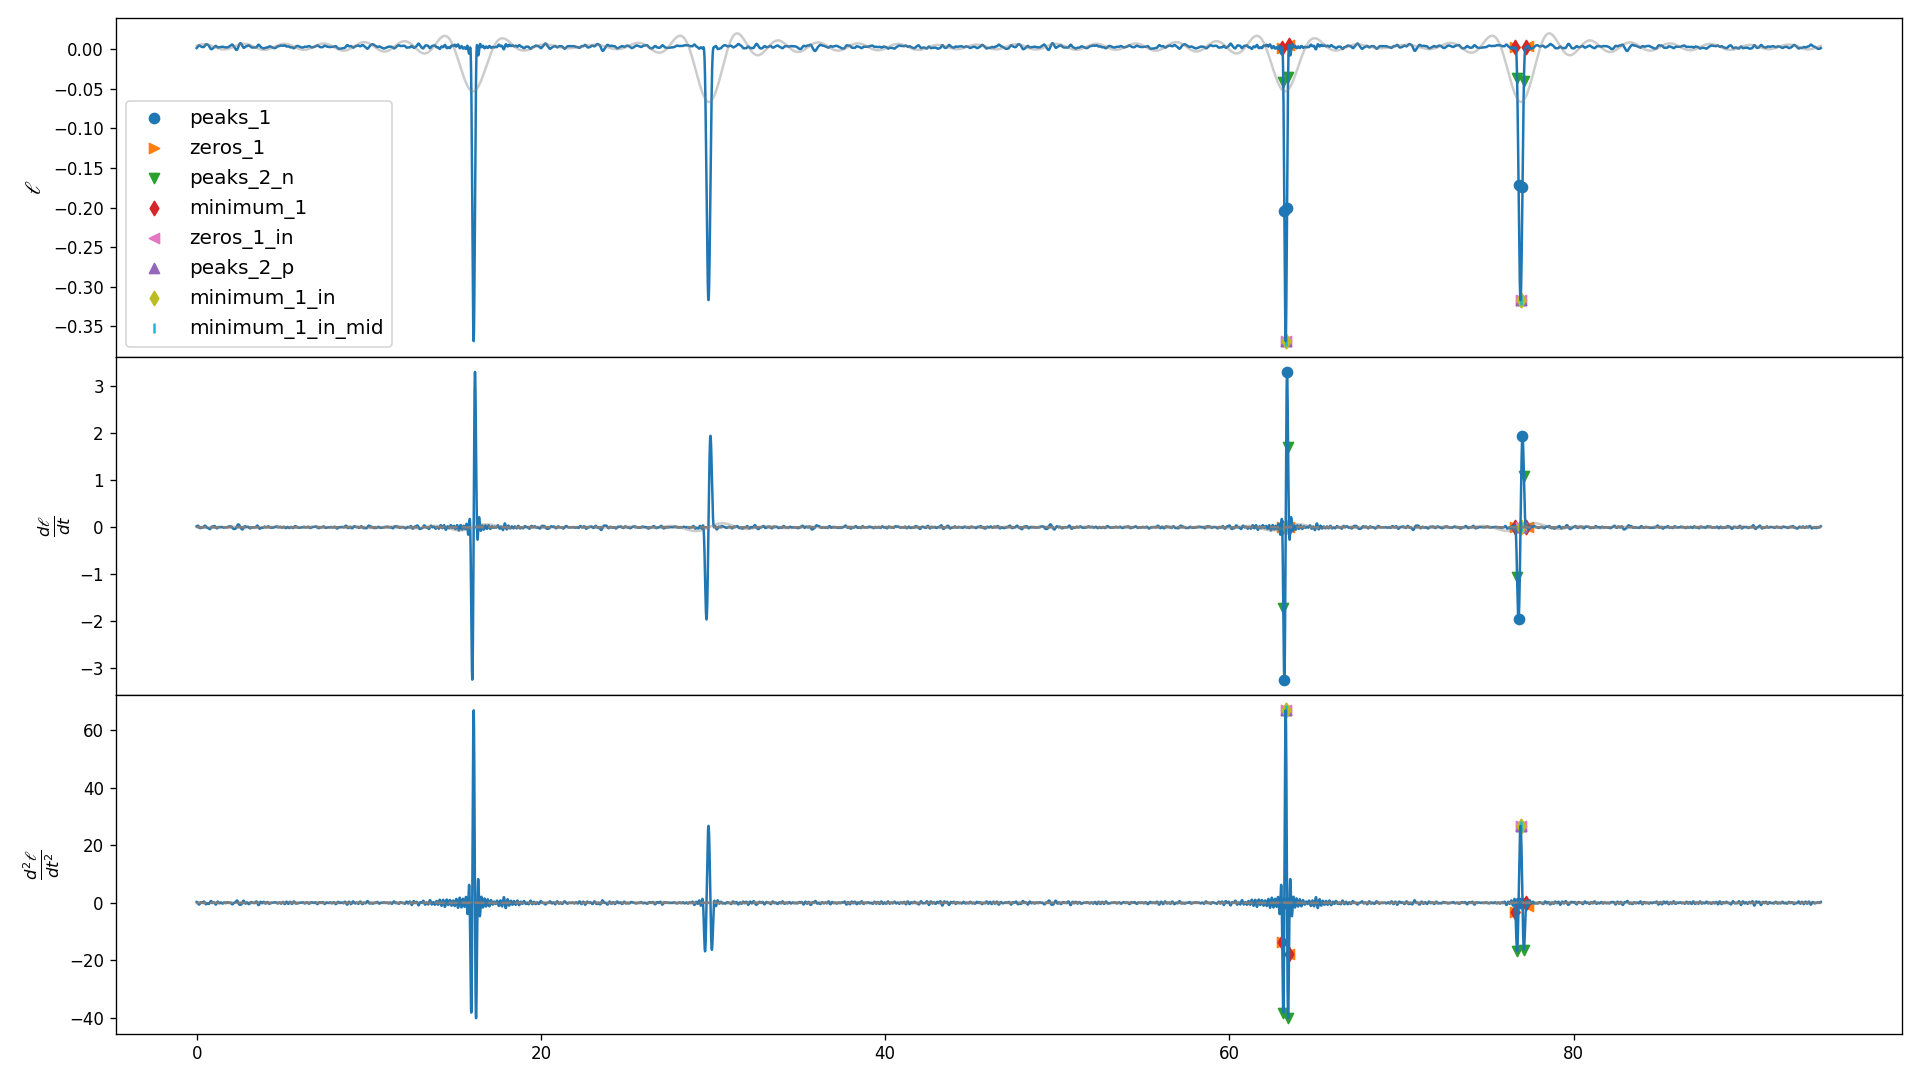 0.00
−0.05
−0.10
−0.15
−0.20
−0.25
−0.30
−0.35
ℓ
peaks_1
zeros_1
peaks_2_n
minimum_1
zeros_1_in
peaks_2_p
minimum_1_in
minimum_1_in_mid
3
2
1
0
−1
−2
−3
dℓ
dt
60
40
20
0
−20
−40
d²ℓ
dt²
0 20 40 60 80